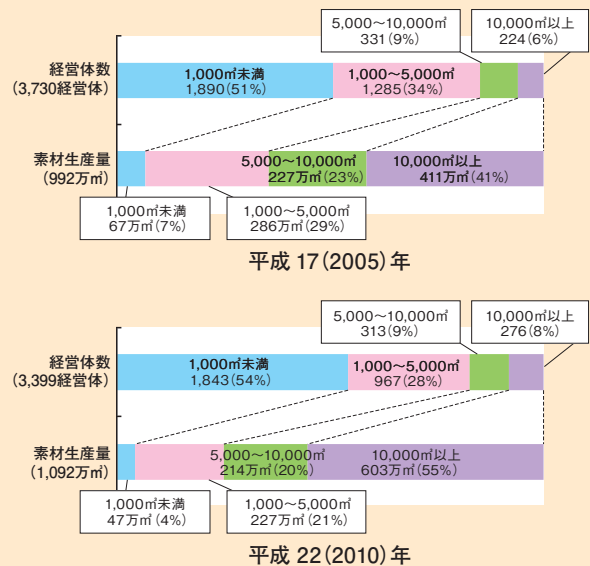 5,000～10,000㎥
331（9%）
10,000㎥以上
224（6%）
経営体数
（3,730経営体）
1,000㎥未満
1,890（51%）
1,000～5,000㎥
1,285（34%）
素材生産量
（992万㎥）
5,000～10,000㎥
227万㎥（23%）
10,000㎥以上
411万㎥（41%）
1,000㎥未満
67万㎥（7%）
1,000～5,000㎥
286万㎥（29%）
平成 17（2005）年
5,000～10,000㎥
313（9%）
10,000㎥以上
276（8%）
経営体数
（3,399経営体）
1,000㎥未満
1,843（54%）
1,000～5,000㎥
967（28%）
素材生産量
（1,092万㎥）
5,000～10,000㎥
214万㎥（20%）
10,000㎥以上
603万㎥（55%）
1,000㎥未満
47万㎥（4%）
1,000～5,000㎥
227万㎥（21%）
平成 22（2010）年